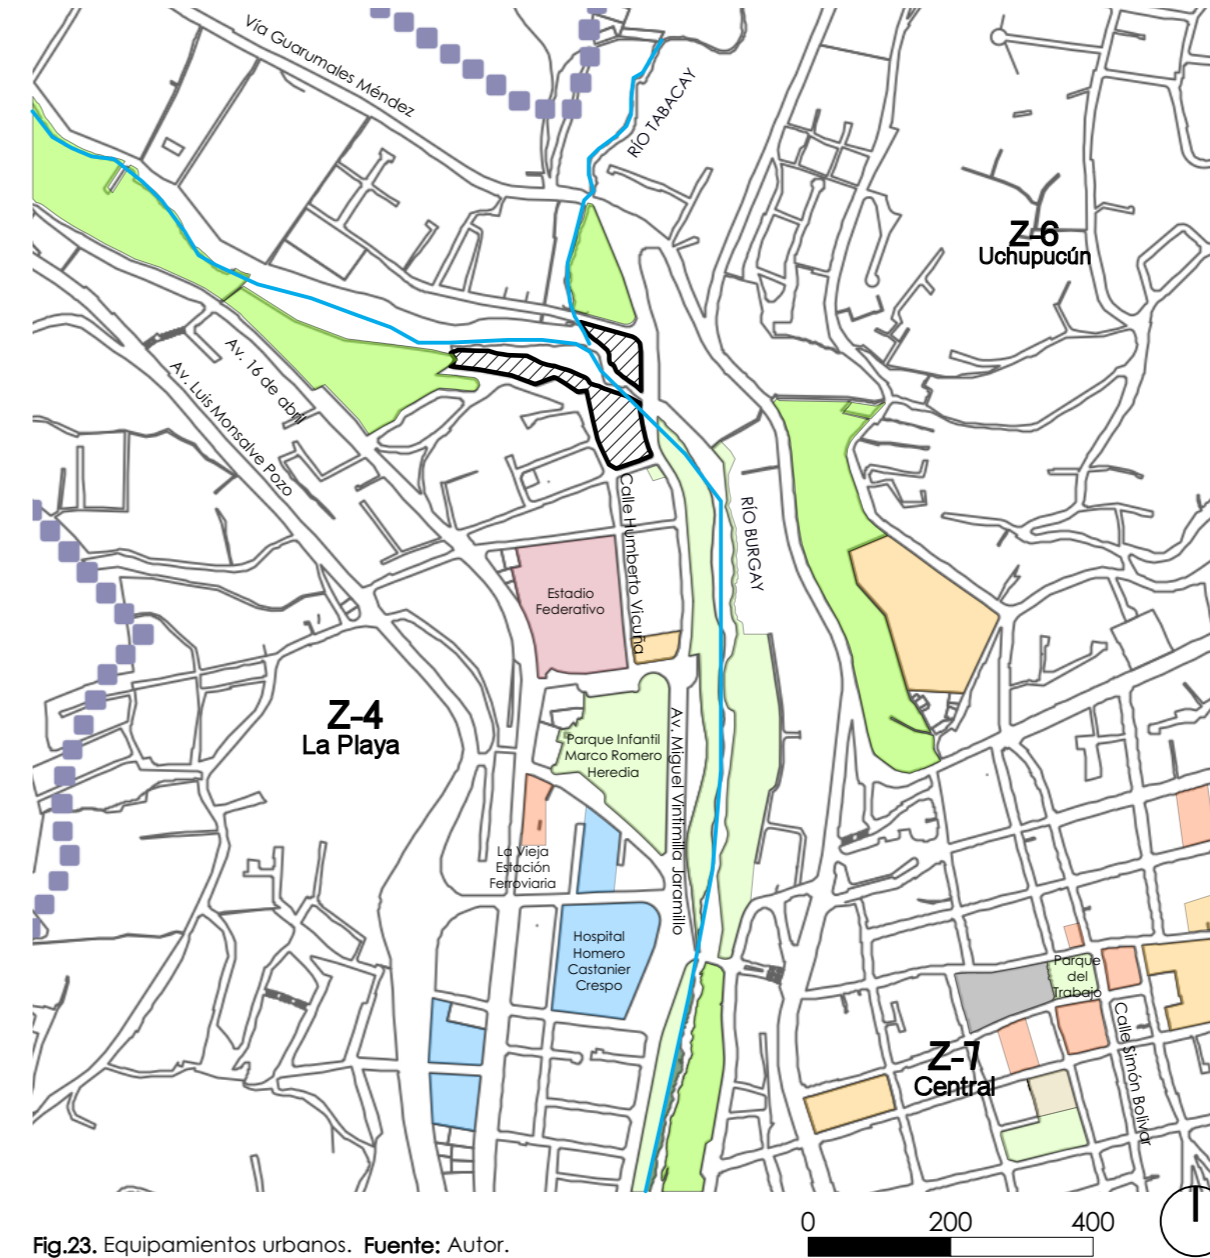 Vía Guarumales Méndez
RÍO TABACAY
Z-6
Uchupucún
Av. 16 de abril
Av. Luis Monsalve Pozo
Calle Humberto Vicuña
RÍO BURGAY
Estadio
Federativo
Z-4
La Playa
Parque Infantil
Marco Romero
Heredia
Av. Miguel Vintimilla Jaramillo
La Vieja
Estación
Ferroviaria
Hospital
Homero
Castanier
Crespo
Parque
del
Trabajo
Calle Simón Bolívar
Z-7
Central
0 200 400
Fig.23. Equipamientos urbanos. Fuente: Autor.